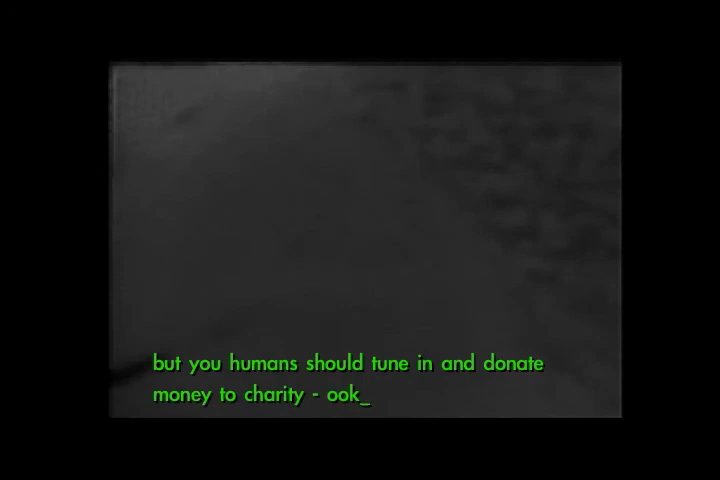 but you humans should tune in and donate
money to charity - ook_